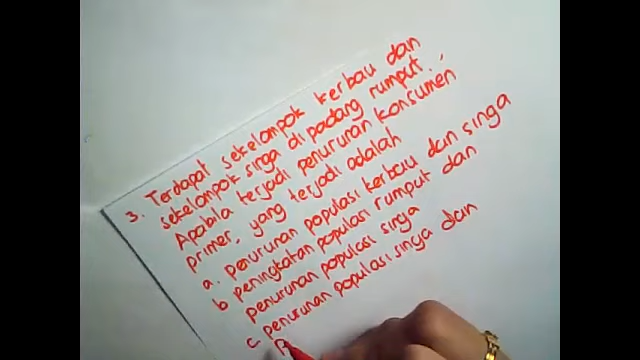 3. Terdapat sekelompok kerbau dan
sekelompok singa di padang rumput.
Apabila terjadi penurunan konsumen
primer, yang terjadi adalah
a. penurunan populasi kerbau dan singa
b peningkatan populasi rumput dan
penurunan populasi singa
c penurunan populasi singa dan